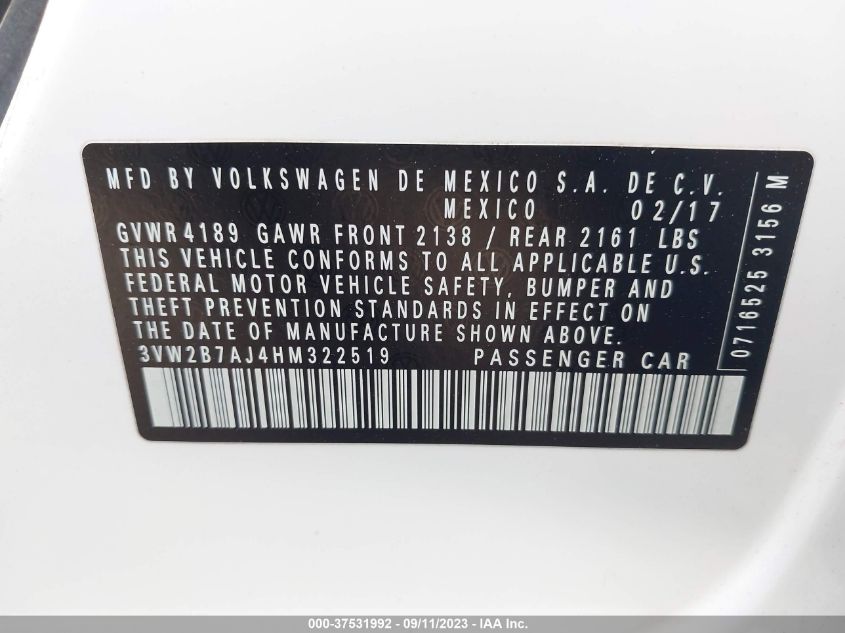 MFD BY VOLKSWAGEN DE MEXICO S.A. DE C.V.
MEXICO 02/17
GVWR 4189 GAWR FRONT 2138 / REAR 2161 LBS
THIS VEHICLE CONFORMS TO ALL APPLICABLE U.S.
FEDERAL MOTOR VEHICLE SAFETY, BUMPER AND
THEFT PREVENTION STANDARDS IN EFFECT ON
THE DATE OF MANUFACTURE SHOWN ABOVE.
3VW2B7AJ4HM322519 PASSENGER CAR
0716525 3156 M
000-37531992 - 09/11/2023 - IAA Inc.